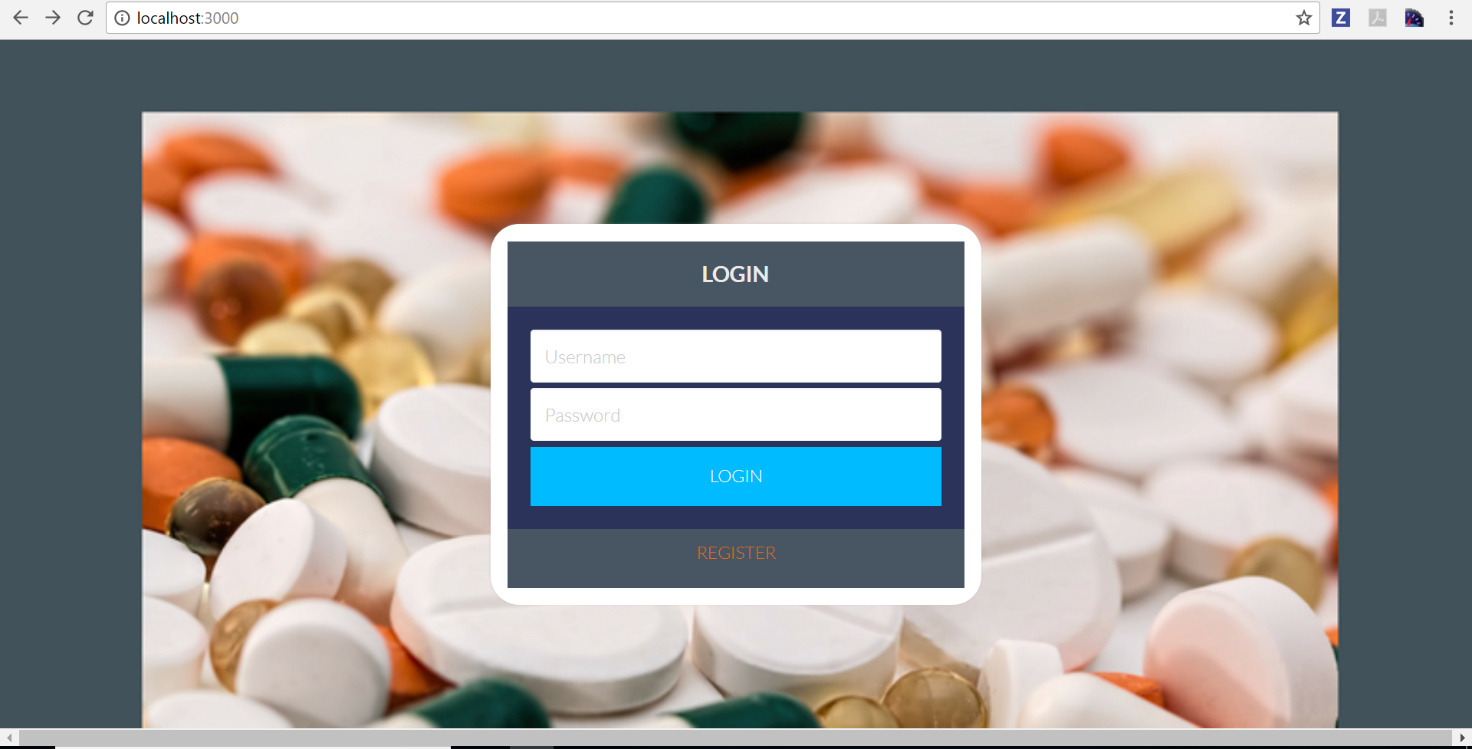 localhost:3000
Z
LOGIN
Username
Password
LOGIN
REGISTER